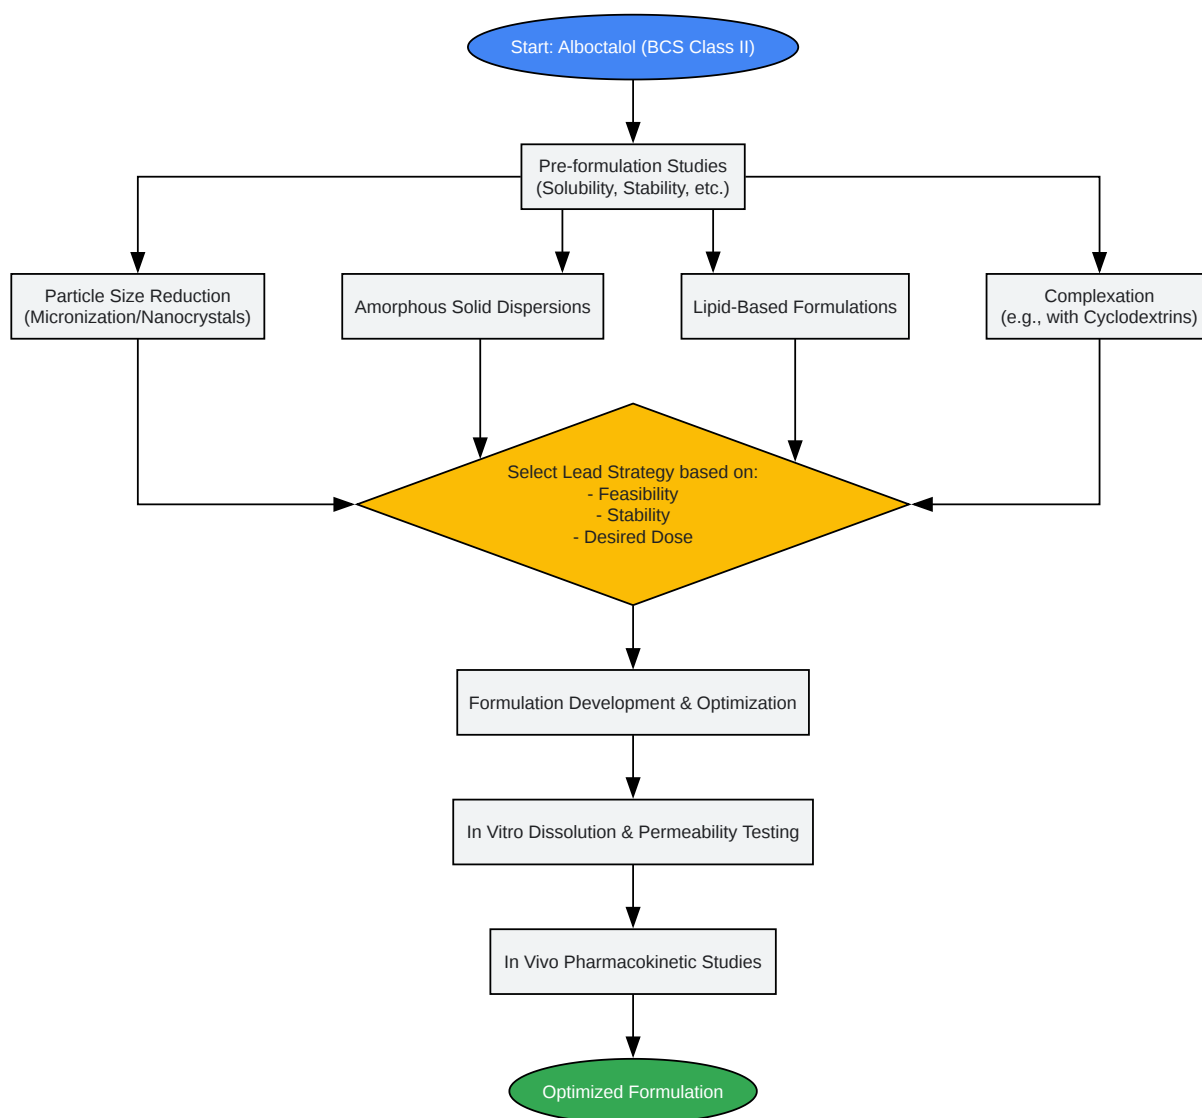 Start: Alboctalol (BCS Class II)
Pre-formulation Studies
(Solubility, Stability, etc.)
Particle Size Reduction
(Micronization/Nanocrystals)
Amorphous Solid Dispersions
Lipid-Based Formulations
Complexation
(e.g., with Cyclodextrins)
Select Lead Strategy based on:
- Feasibility
- Stability
- Desired Dose
Formulation Development & Optimization
In Vitro Dissolution & Permeability Testing
In Vivo Pharmacokinetic Studies
Optimized Formulation